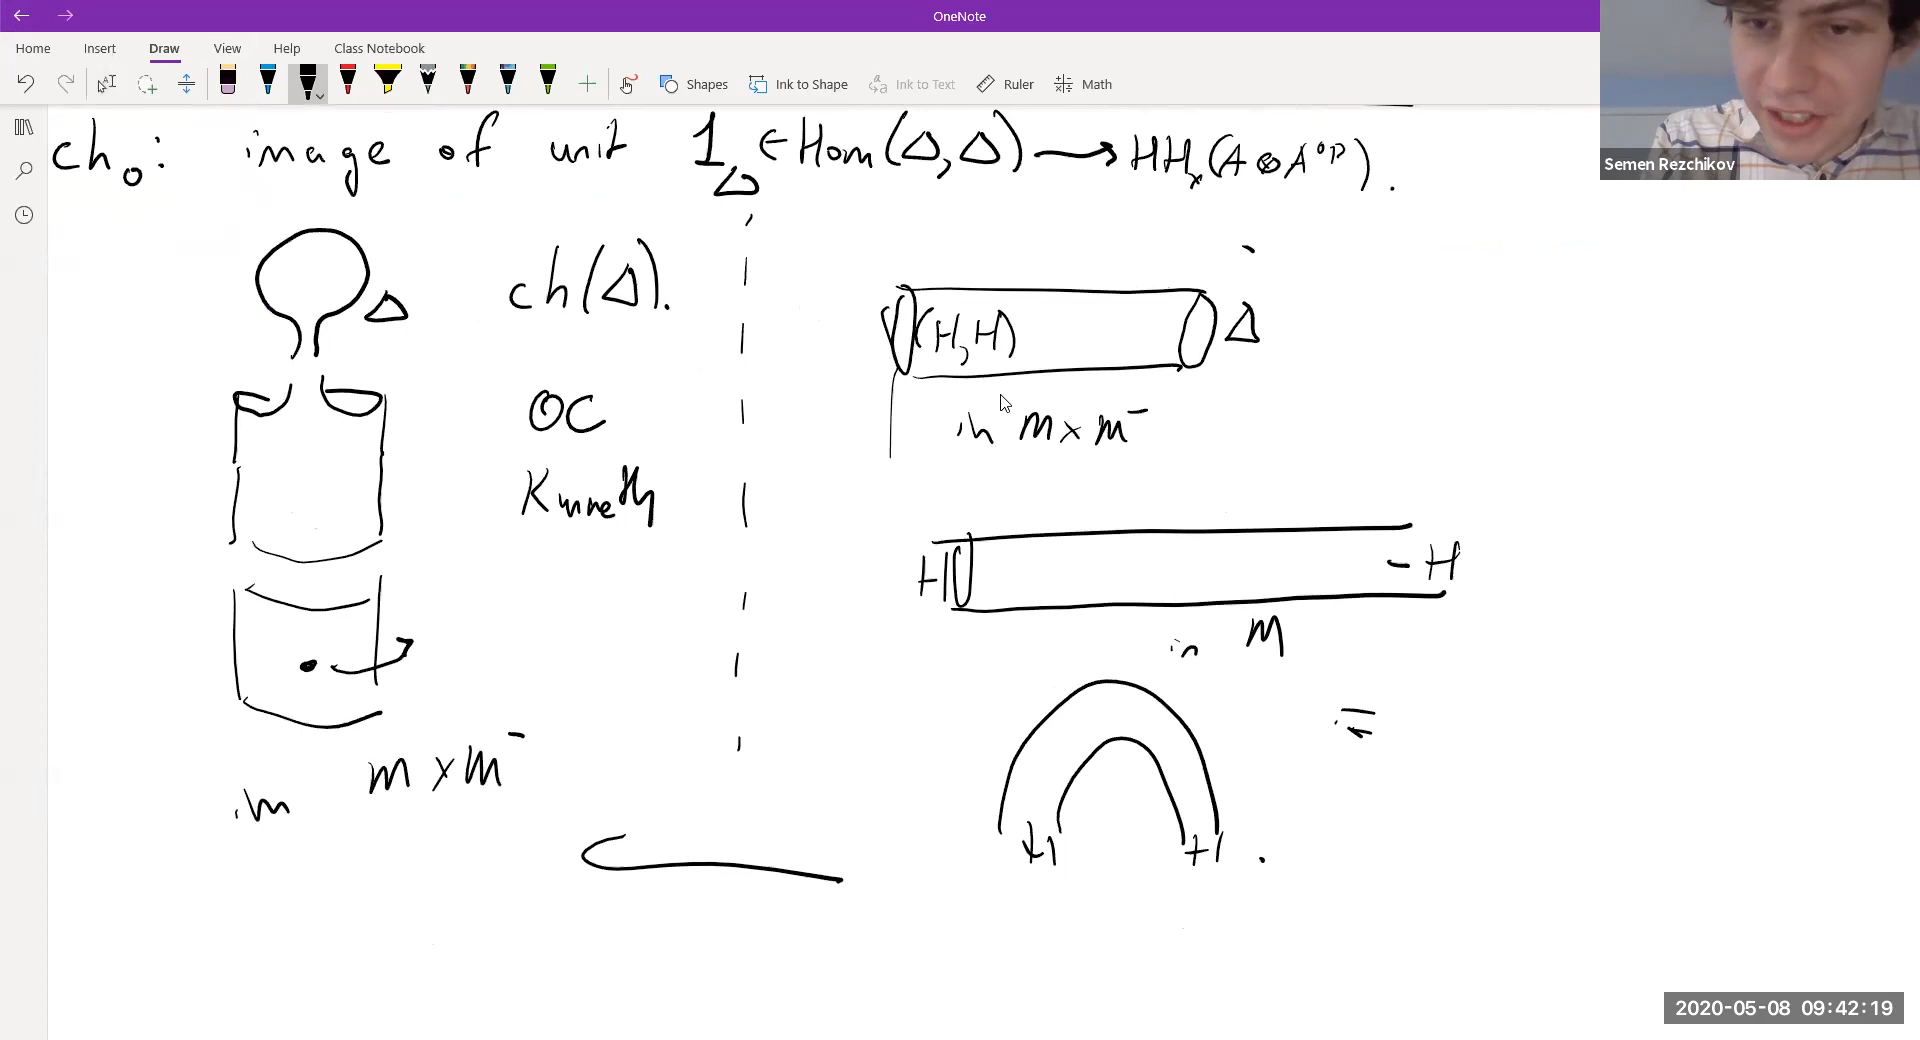 OneNote
Home Insert Draw View Help Class Notebook
Shapes Ink to Shape Ink to Text Ruler Math
Semen Rezchikov
ch₀: image of unit 1_Δ ∈ Hom(Δ, Δ) → HH_*(A ⊗ A^op).
Δ
ch(Δ).
OC
Kunneth
in M × M⁻
(H, H) Δ
in M × M⁻
H - H
in M
=
+1 +1 .
2020-05-08 09:42:19